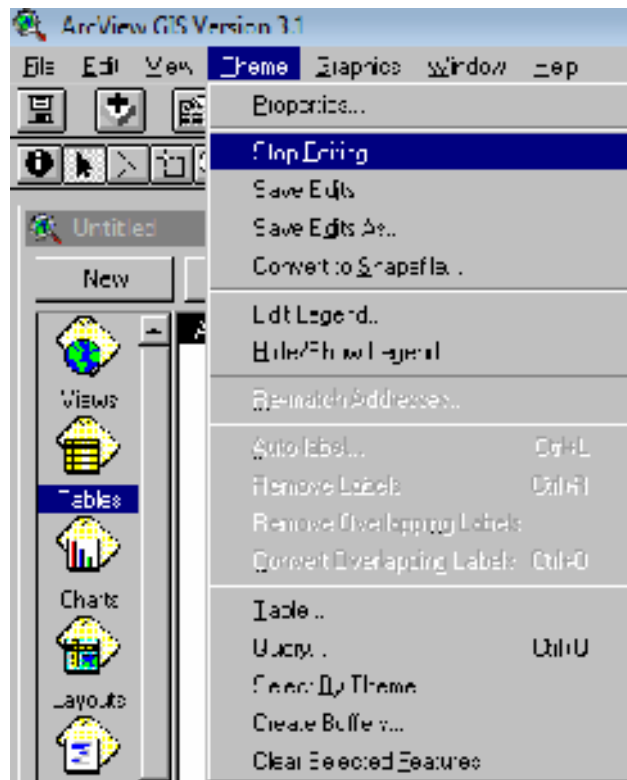 ArcView GIS Version 3.1
File Edit View Theme Graphics Window Help
Properties...
Stop Editing
Save Edits
Save Edits As...
Convert to Shapefile...
Edit Legend...
Hide/Show Legend
Re-match Addresses...
Auto-label... Ctrl+L
Remove Labels Ctrl+R
Remove Overlapping Labels
Convert Overlapping Labels Ctrl+O
Table...
Query... Ctrl+U
Select By Theme
Create Buffers...
Clear Selected Features
Untitled
New
A
Views
Tables
Charts
Layouts